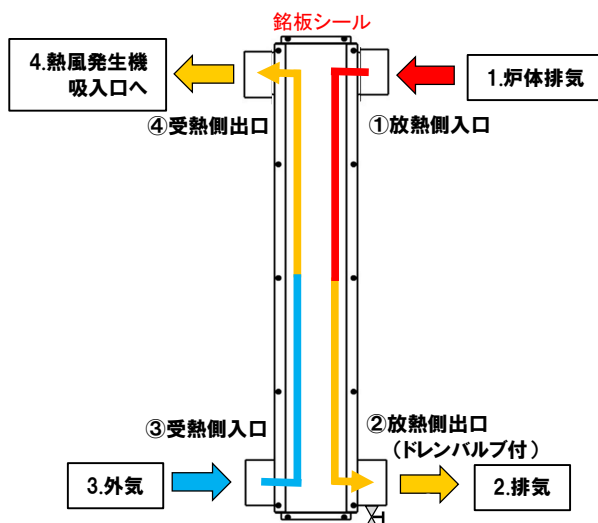 銘板シール
4.熱風発生機
吸入口へ
1.炉体排気
④受熱側出口
①放熱側入口
③受熱側入口
②放熱側出口
（ドレンバルブ付）
3.外気
2.排気